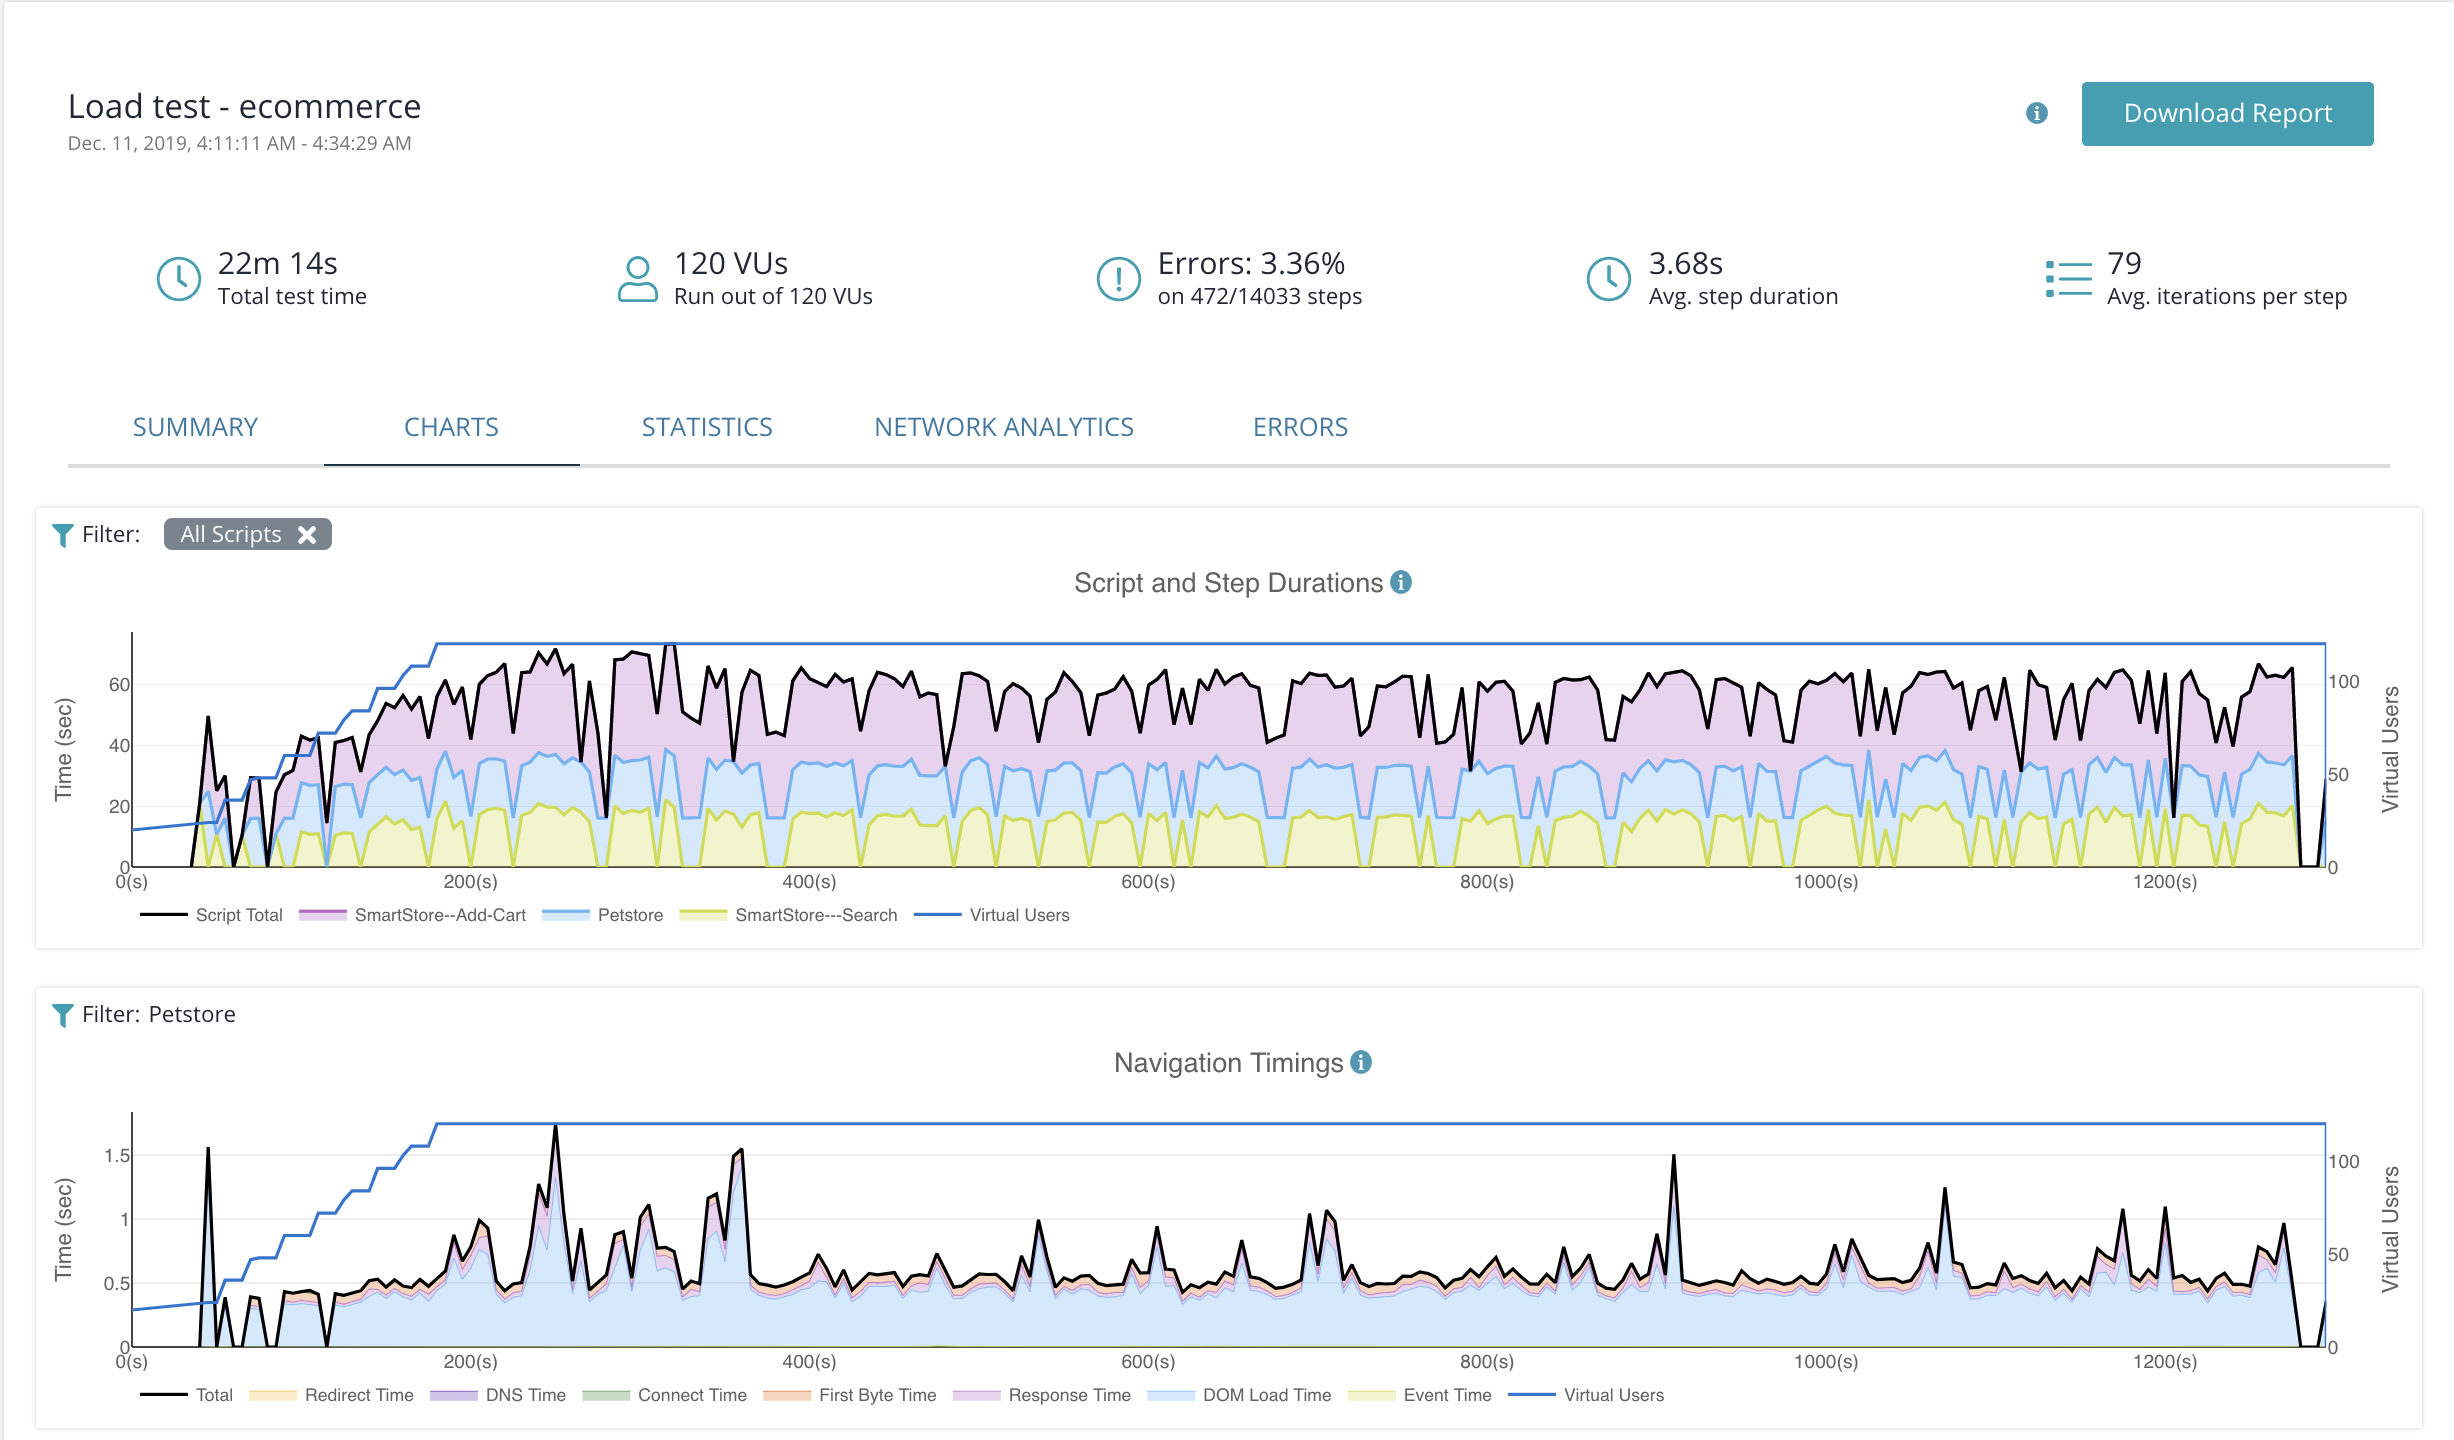 Load test - ecommerce
Dec. 11, 2019, 4:11:11 AM - 4:34:29 AM
Download Report
22m 14s
Total test time
120 VUs
Run out of 120 VUs
Errors: 3.36%
on 472/14033 steps
3.68s
Avg. step duration
79
Avg. iterations per step
SUMMARY CHARTS STATISTICS NETWORK ANALYTICS ERRORS
Filter: All Scripts
Script and Step Durations
Time (sec)
60
40
20
0
100
50
0
Virtual Users
0(s) 200(s) 400(s) 600(s) 800(s) 1000(s) 1200(s)
Script Total SmartStore--Add-Cart Petstore SmartStore---Search Virtual Users
Filter: Petstore
Navigation Timings
Time (sec)
1.5
1
0.5
0
100
50
0
Virtual Users
0(s) 200(s) 400(s) 600(s) 800(s) 1000(s) 1200(s)
Total Redirect Time DNS Time Connect Time First Byte Time Response Time DOM Load Time Event Time Virtual Users